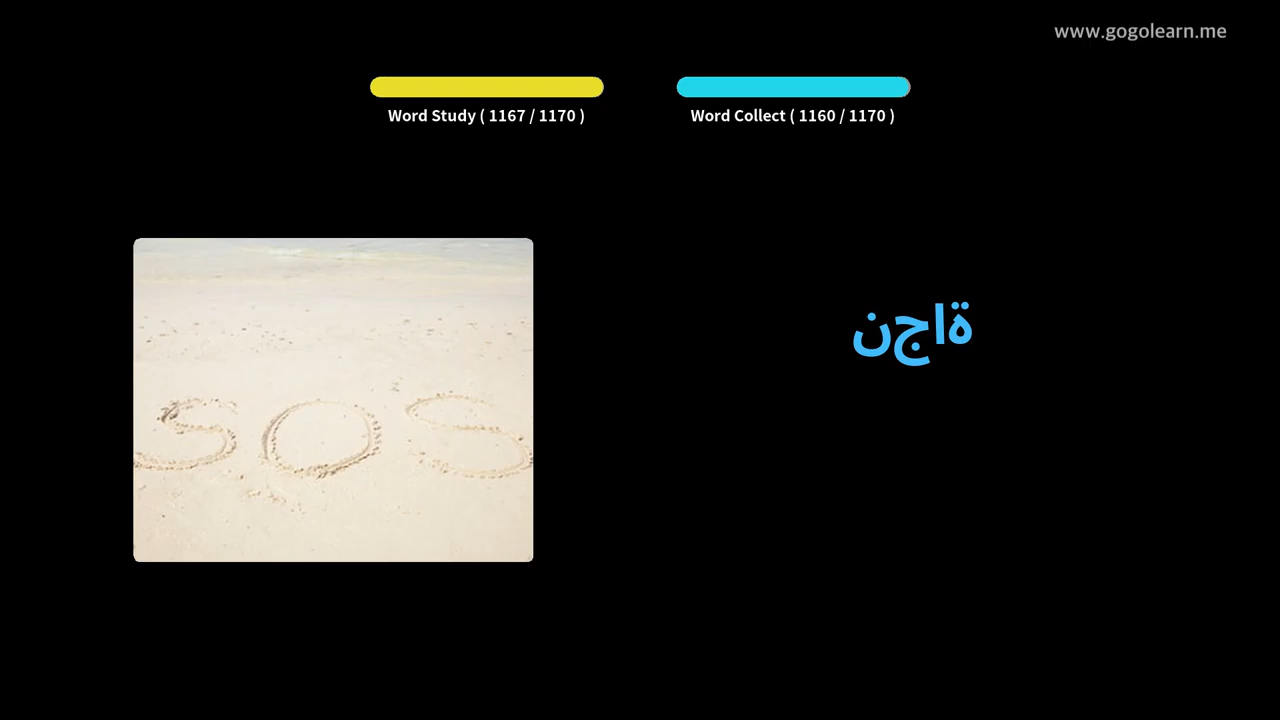 www.gogolearn.me
Word Study ( 1167 / 1170 )
Word Collect ( 1160 / 1170 )
SOS
نجاة